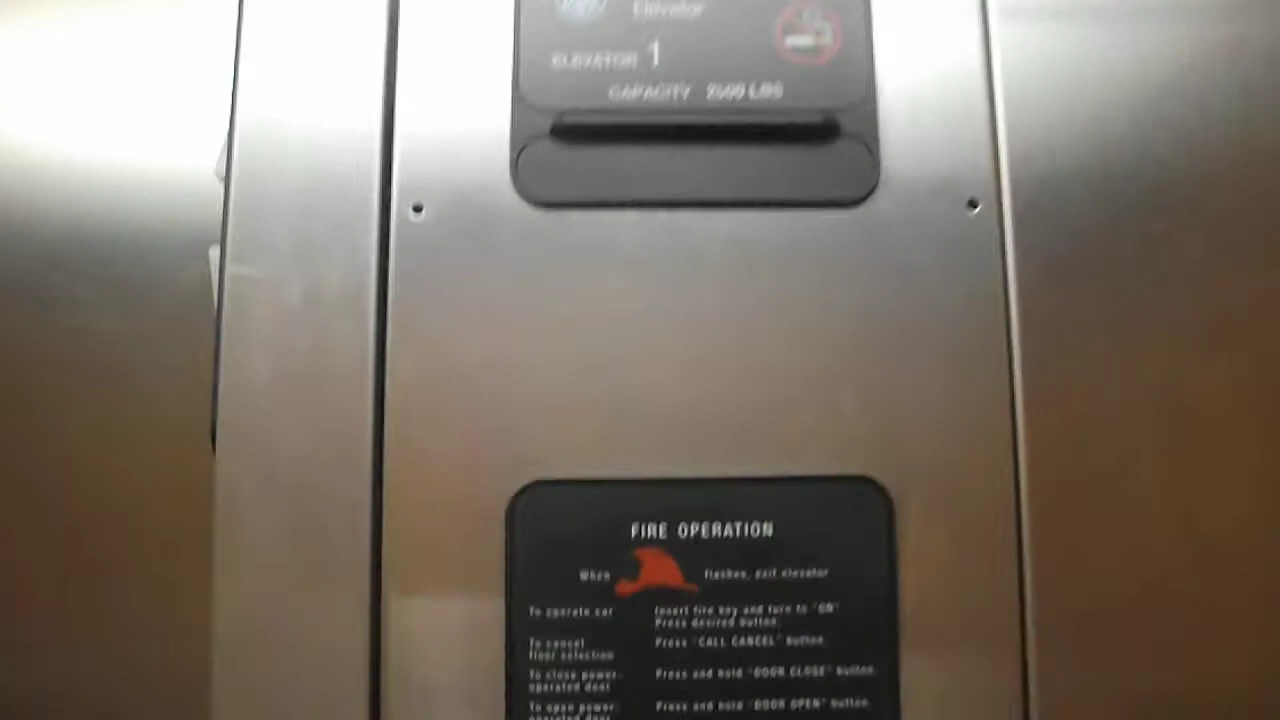 Elevator
ELEVATOR 1
CAPACITY 2500 LBS
FIRE OPERATION
When flashes, exit elevator
To operate car Insert fire key and turn to "ON"
Press desired button.
To cancel Press "CALL CANCEL" button.
floor selection
To close power- Press and hold "DOOR CLOSE" button.
operated door
To open power- Press and hold "DOOR OPEN" button.
operated door